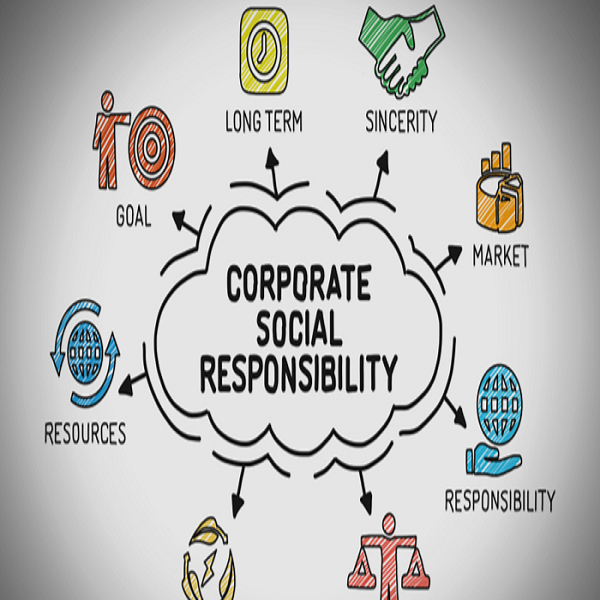 LONG TERM
SINCERITY
GOAL
MARKET
CORPORATE
SOCIAL
RESPONSIBILITY
RESOURCES
RESPONSIBILITY